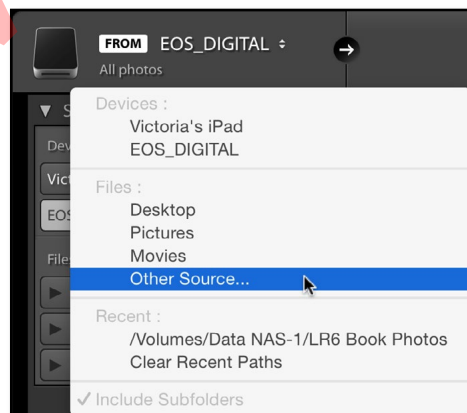 FROM EOS_DIGITAL
All photos
Devices :
Victoria's iPad
EOS_DIGITAL
Files :
Desktop
Pictures
Movies
Other Source...
Recent :
/Volumes/Data NAS-1/LR6 Book Photos
Clear Recent Paths
✓ Include Subfolders